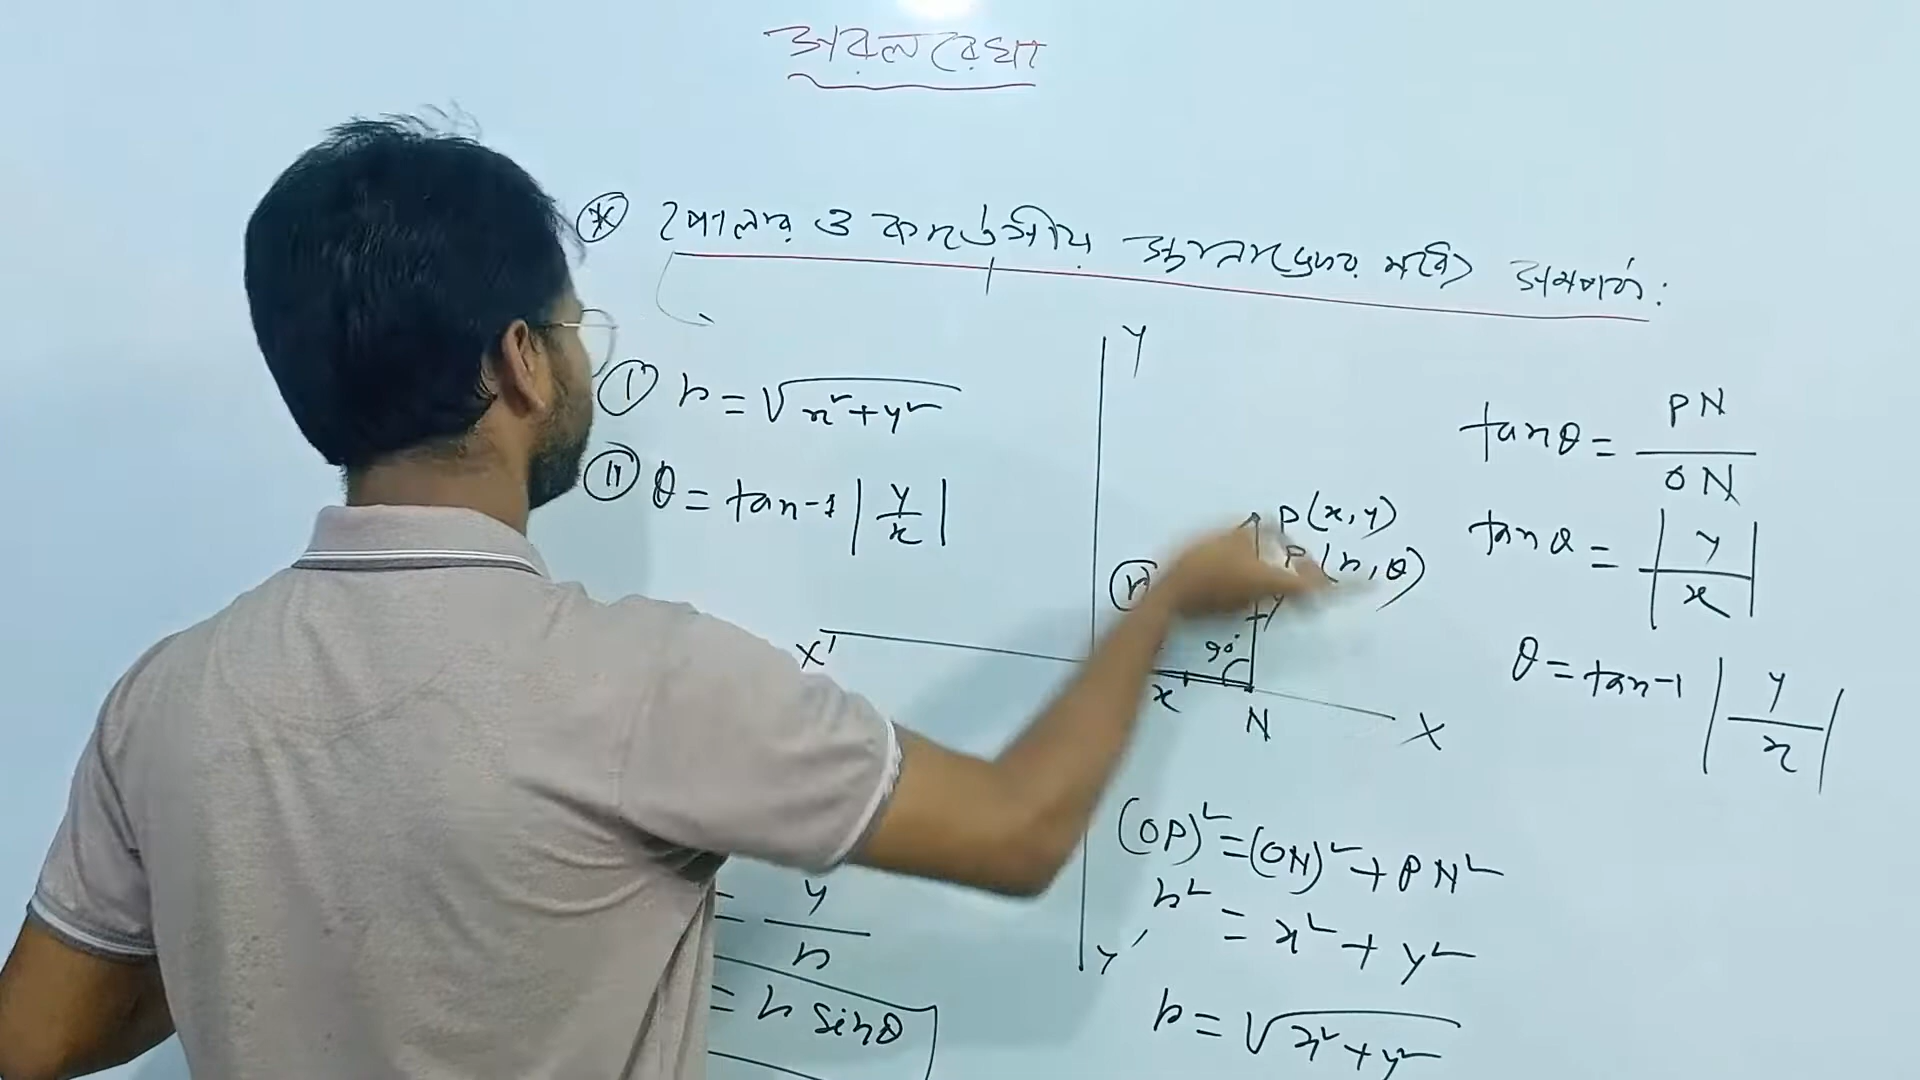 সরলরেখা
* পোলার ও কার্তেসীয় স্থানাঙ্কের মধ্যে সম্পর্ক:
(i) r = √x²+y²
(ii) θ = tan-1 |y/x|
Y
P(x,y)
P(r,θ)
(r)
y
90°
X'
x
N
X
Y'
tanθ = PN/ON
tanθ = |y/x|
θ = tan-1 |y/x|
(OP)² = (ON)² + PN²
r² = x² + y²
r = √x²+y²
= y/r
= r sinθ